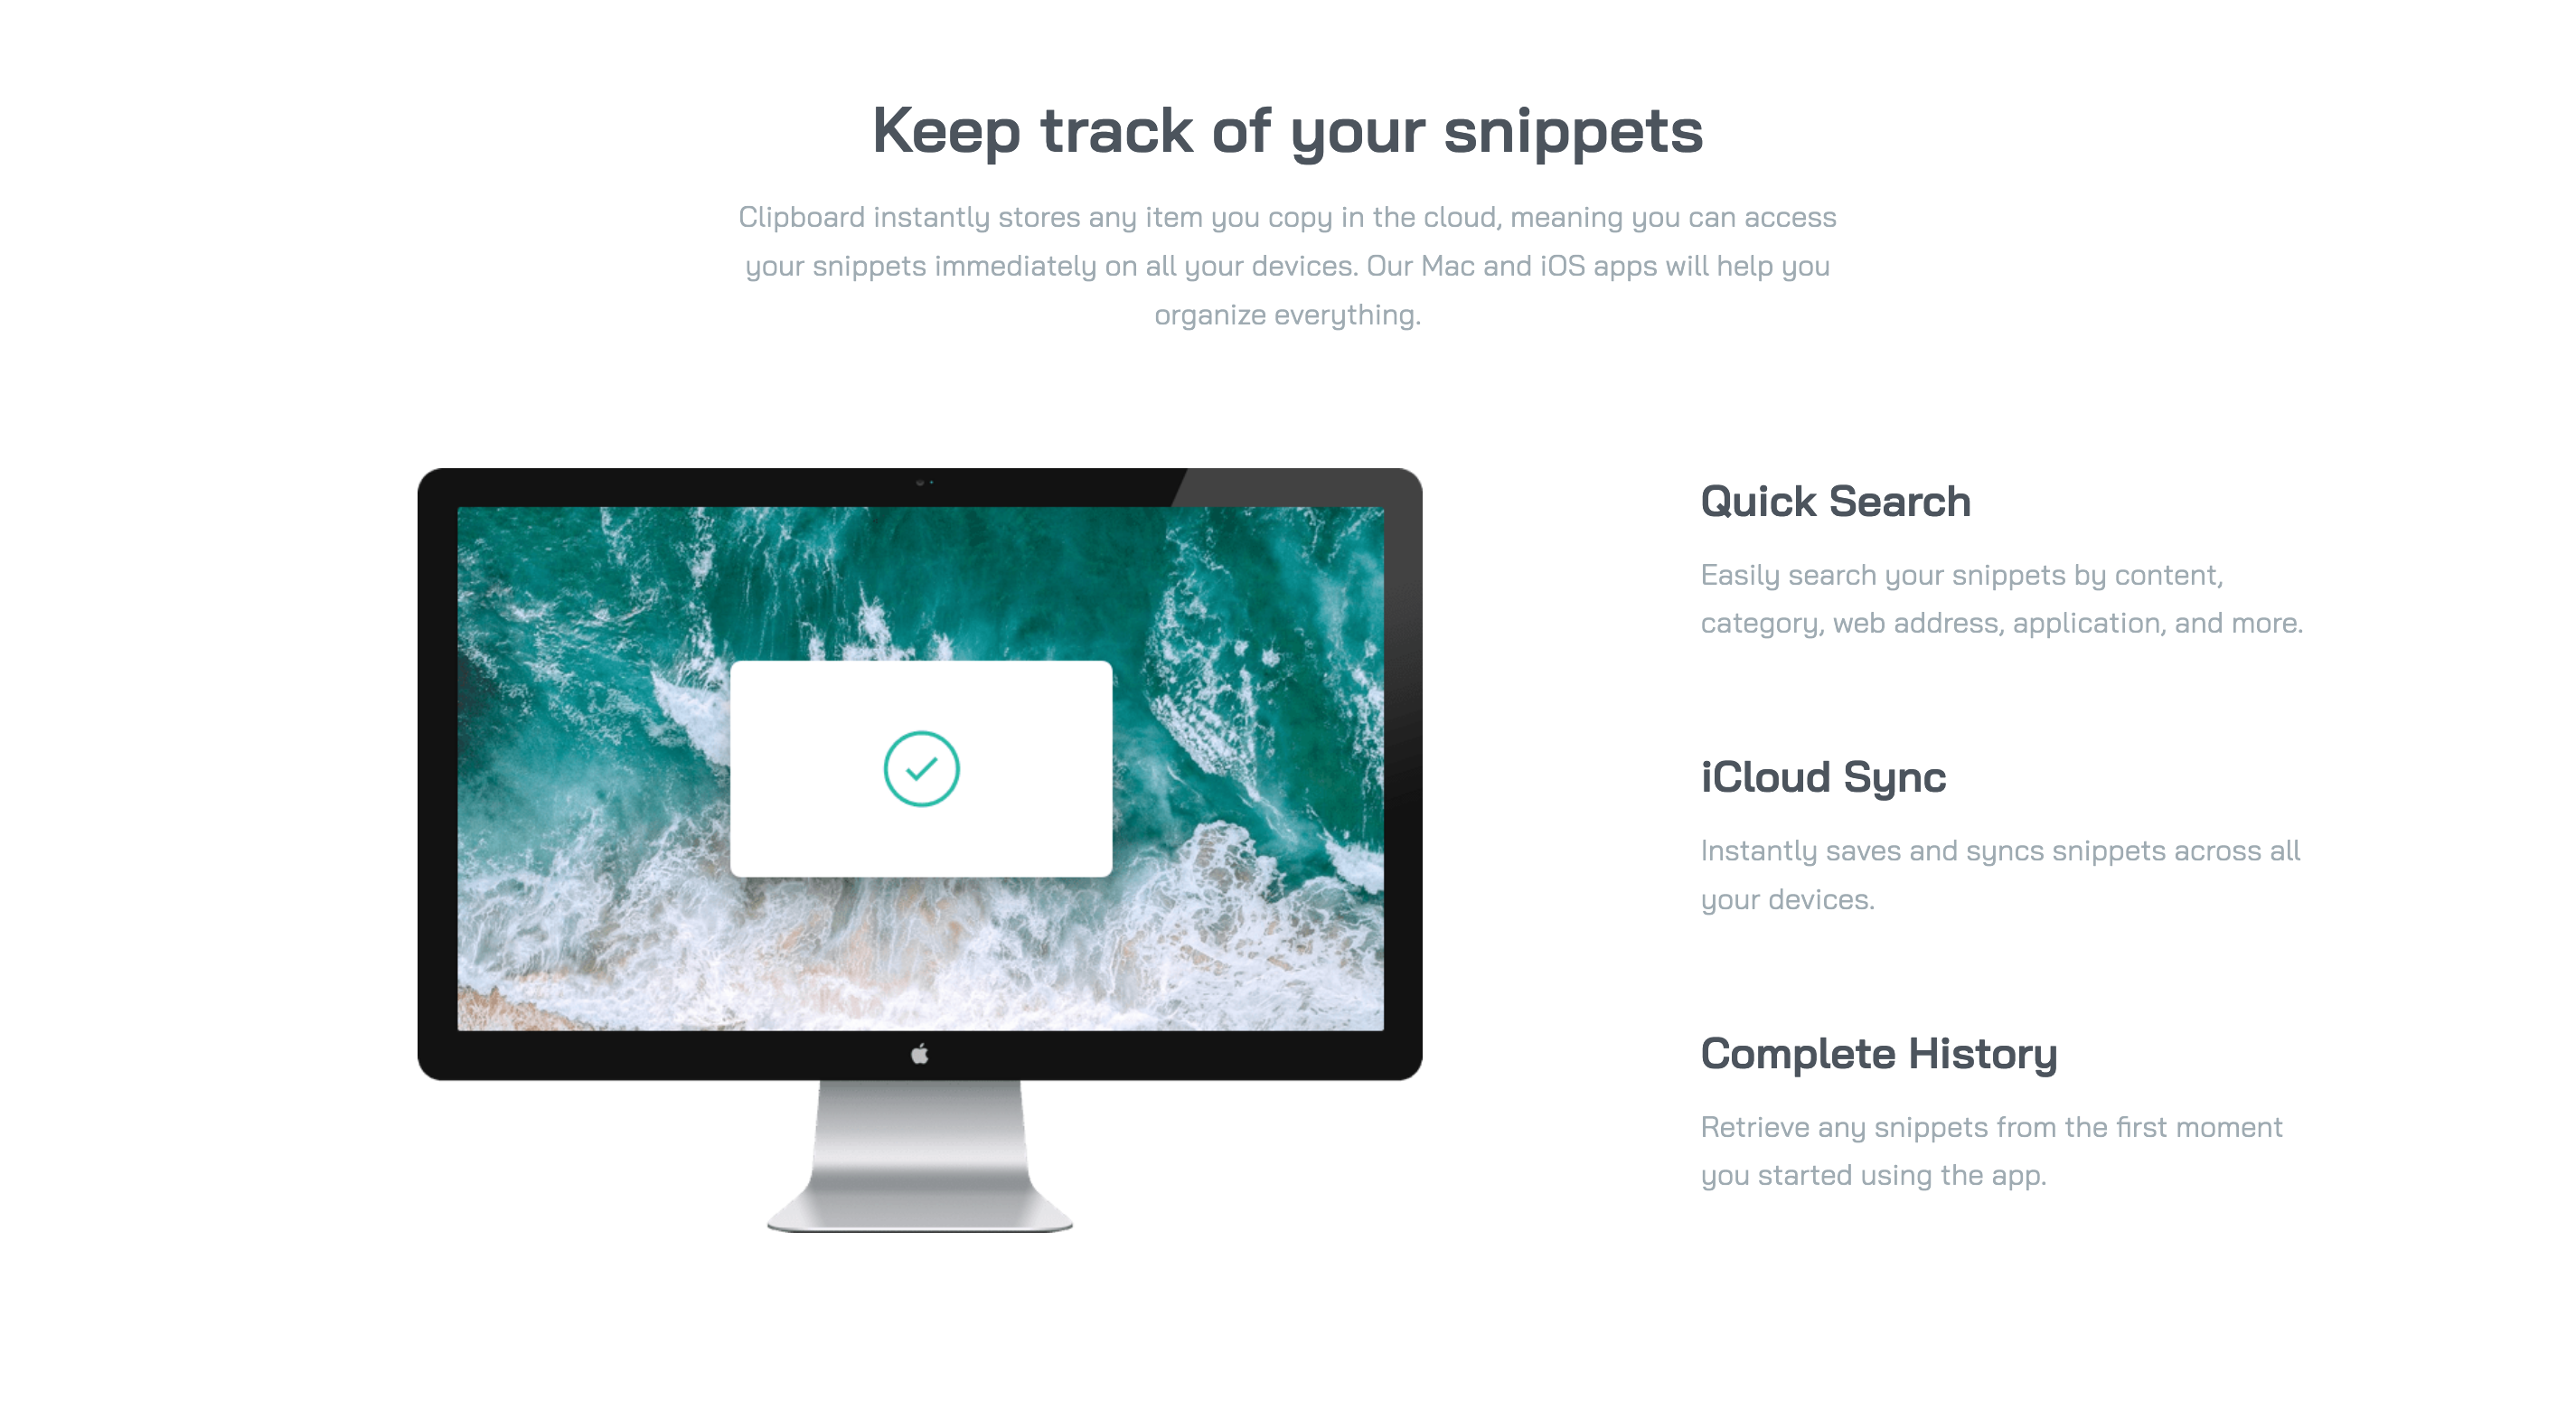 Keep track of your snippets
Clipboard instantly stores any item you copy in the cloud, meaning you can access
your snippets immediately on all your devices. Our Mac and iOS apps will help you
organize everything.
Quick Search
Easily search your snippets by content,
category, web address, application, and more.
iCloud Sync
Instantly saves and syncs snippets across all
your devices.
Complete History
Retrieve any snippets from the first moment
you started using the app.